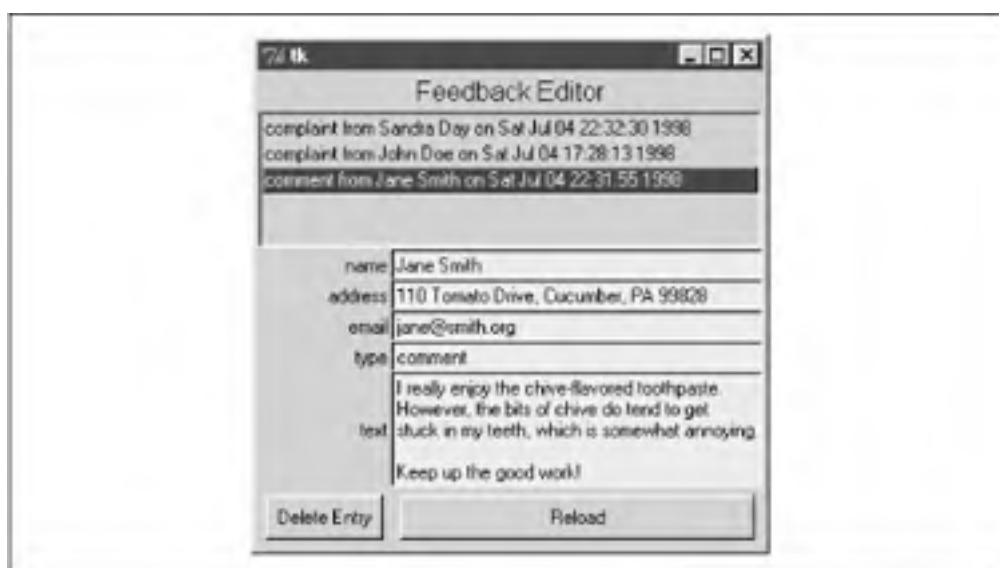 tk
Feedback Editor
complaint from Sandra Day on Sat Jul 04 22:32:30 1998
complaint from John Doe on Sat Jul 04 17:28:13 1998
comment from Jane Smith on Sat Jul 04 22:31:55 1998
name Jane Smith
address 110 Tomato Drive, Cucumber, PA 99828
email jane@smith.org
type comment
I really enjoy the chive-flavored toothpaste.
However, the bits of chive do tend to get
text stuck in my teeth, which is somewhat annoying.
Keep up the good work!
Delete Entry Reload